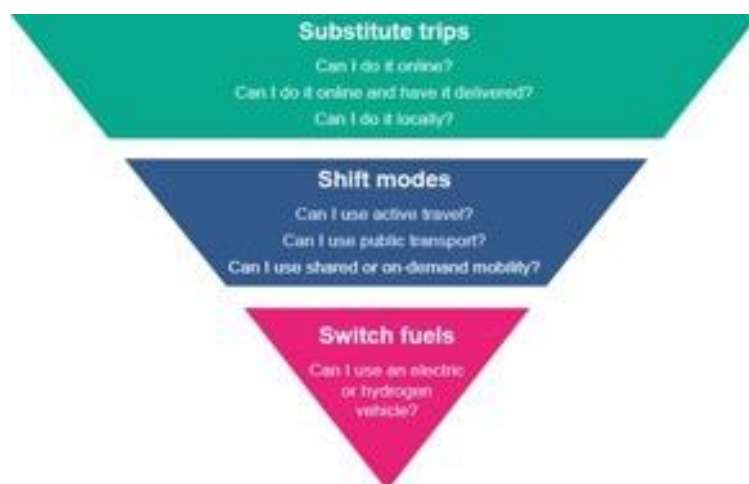 Substitute trips
Can I do it online?
Can I do it online and have it delivered?
Can I do it locally?
Shift modes
Can I use active travel?
Can I use public transport?
Can I use shared or on-demand mobility?
Switch fuels
Can I use an electric
or hydrogen
vehicle?